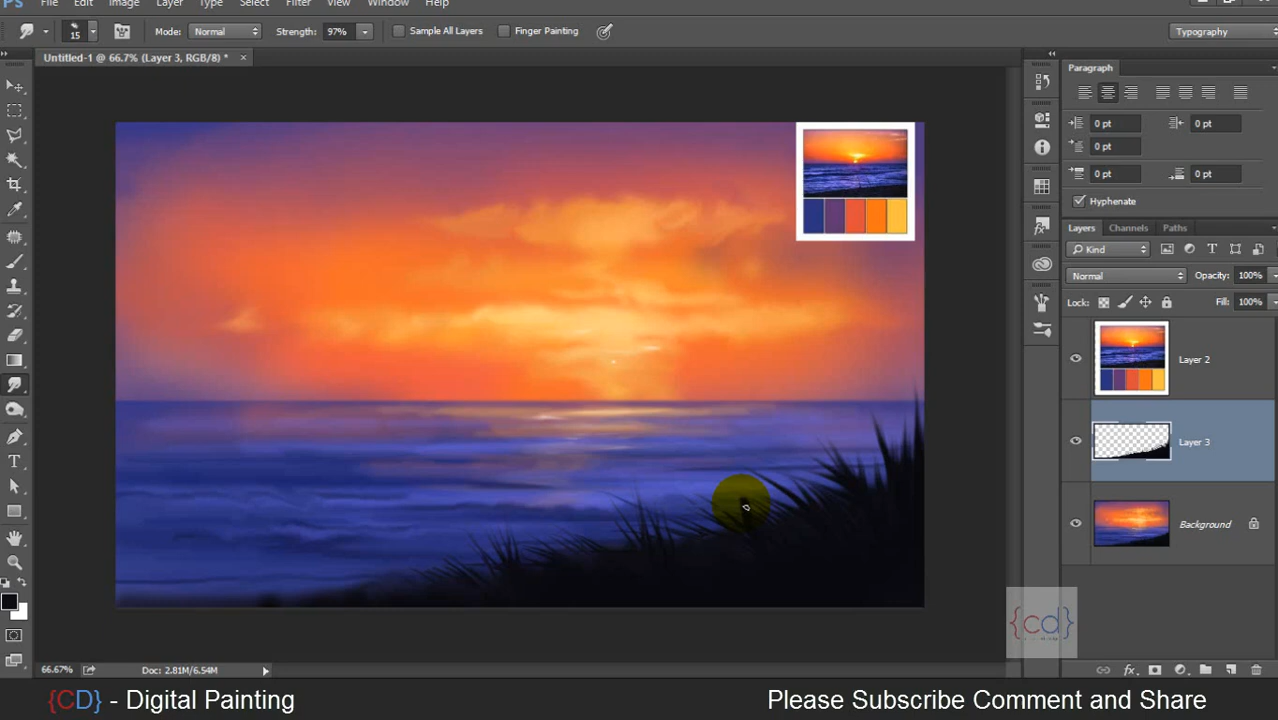 Ps File Edit Image Layer Type Select Filter View Window Help
15 Mode: Normal Strength: 97% Sample All Layers Finger Painting Typography
Untitled-1 @ 66.7% (Layer 3, RGB/8) * ×
Paragraph
0 pt 0 pt
0 pt
0 pt 0 pt
Hyphenate
Layers Channels Paths
Kind
Normal Opacity: 100%
Lock: Fill: 100%
Layer 2
Layer 3
Background
{cd}
66.67% Doc: 2.81M/6.54M
{CD} - Digital Painting Please Subscribe Comment and Share